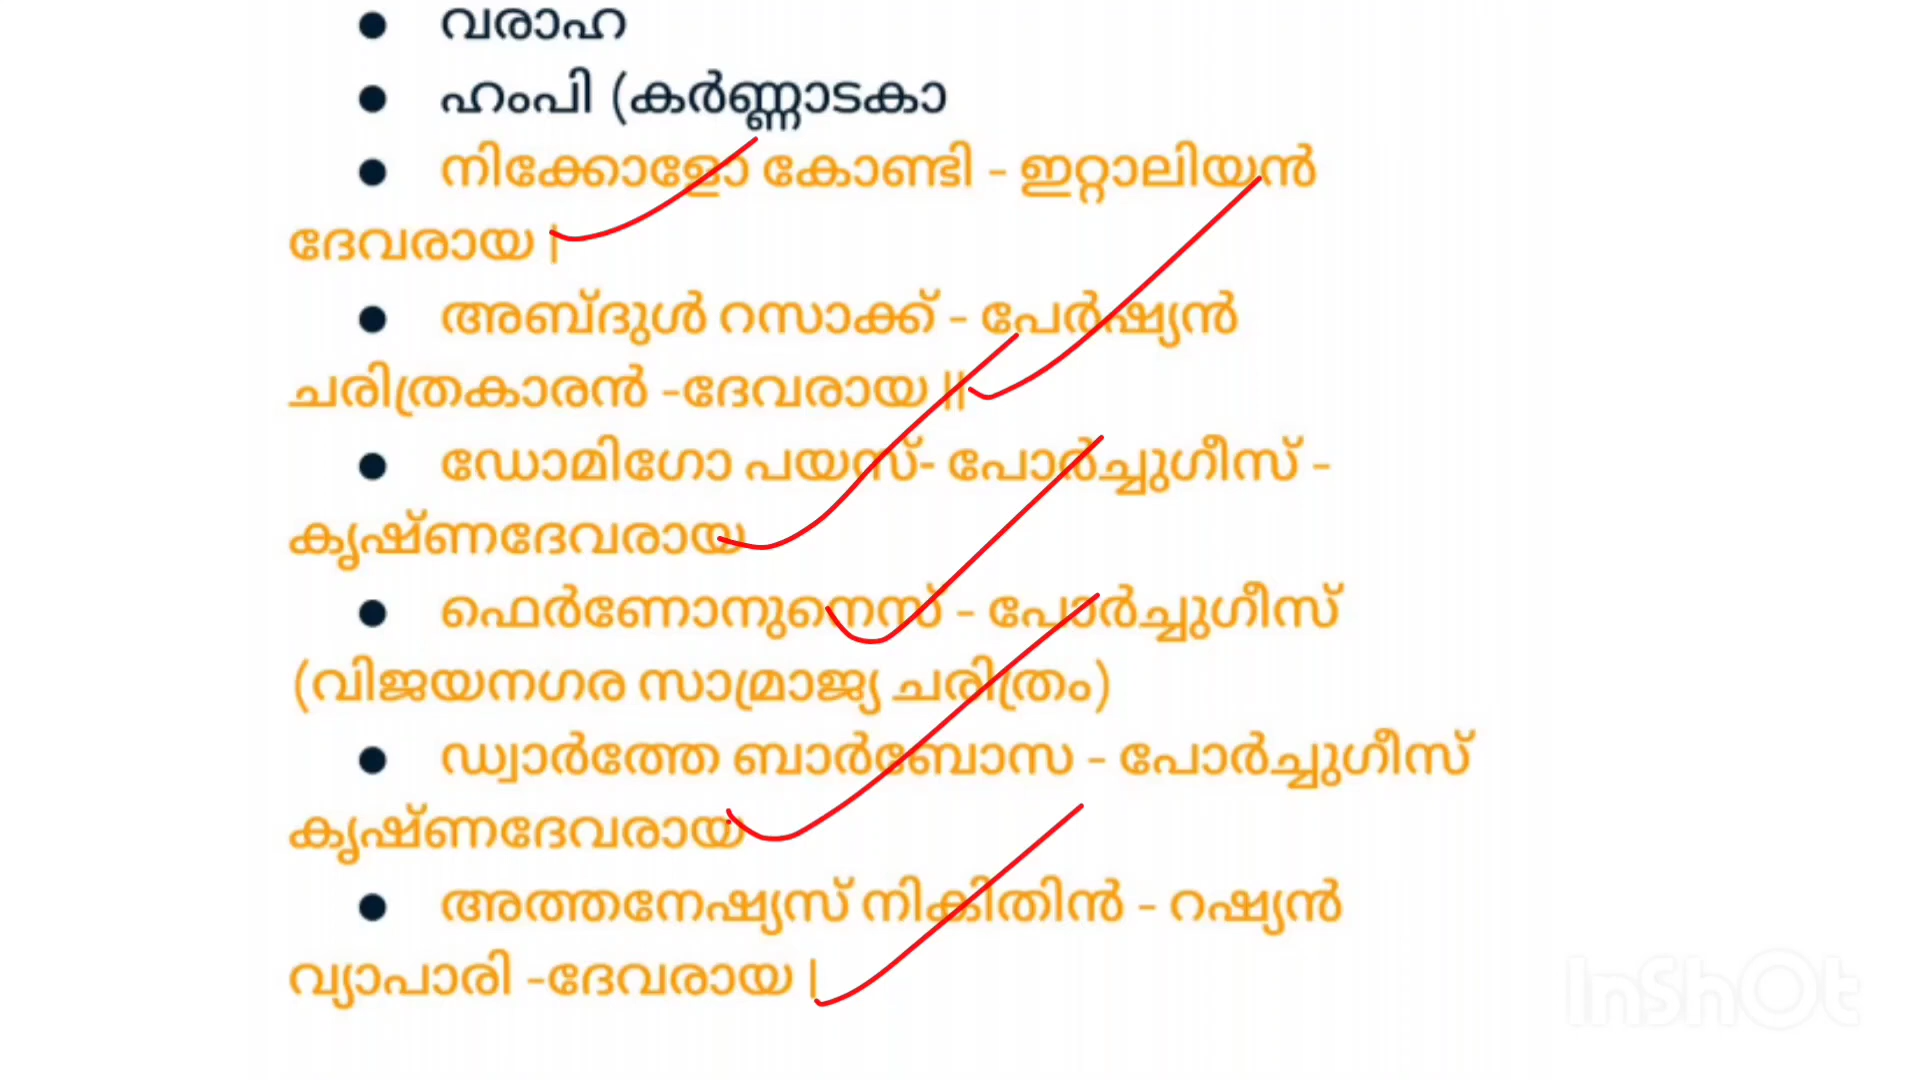 ● വരാഹ
● ഹംപി (കർണ്ണാടകാ
● നിക്കോളോ കോണ്ടി - ഇറ്റാലിയൻ
ദേവരായ |
● അബ്ദുൾ റസാക്ക് - പേർഷ്യൻ
ചരിത്രകാരൻ -ദേവരായ ||
● ഡോമിഗോ പയസ്- പോർച്ചുഗീസ് -
കൃഷ്ണദേവരായ
● ഫെർണോനുനെസ് - പോർച്ചുഗീസ്
(വിജയനഗര സാമ്രാജ്യ ചരിത്രം)
● ഡ്വാർത്തേ ബാർബോസ - പോർച്ചുഗീസ്
കൃഷ്ണദേവരായ
● അത്തനേഷ്യസ് നികിതിൻ - റഷ്യൻ
വ്യാപാരി -ദേവരായ |
InShOt